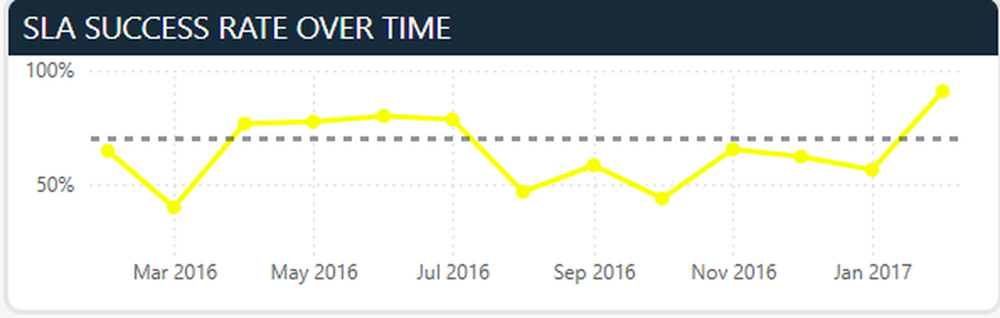 SLA SUCCESS RATE OVER TIME
100%
50%
Mar 2016 May 2016 Jul 2016 Sep 2016 Nov 2016 Jan 2017